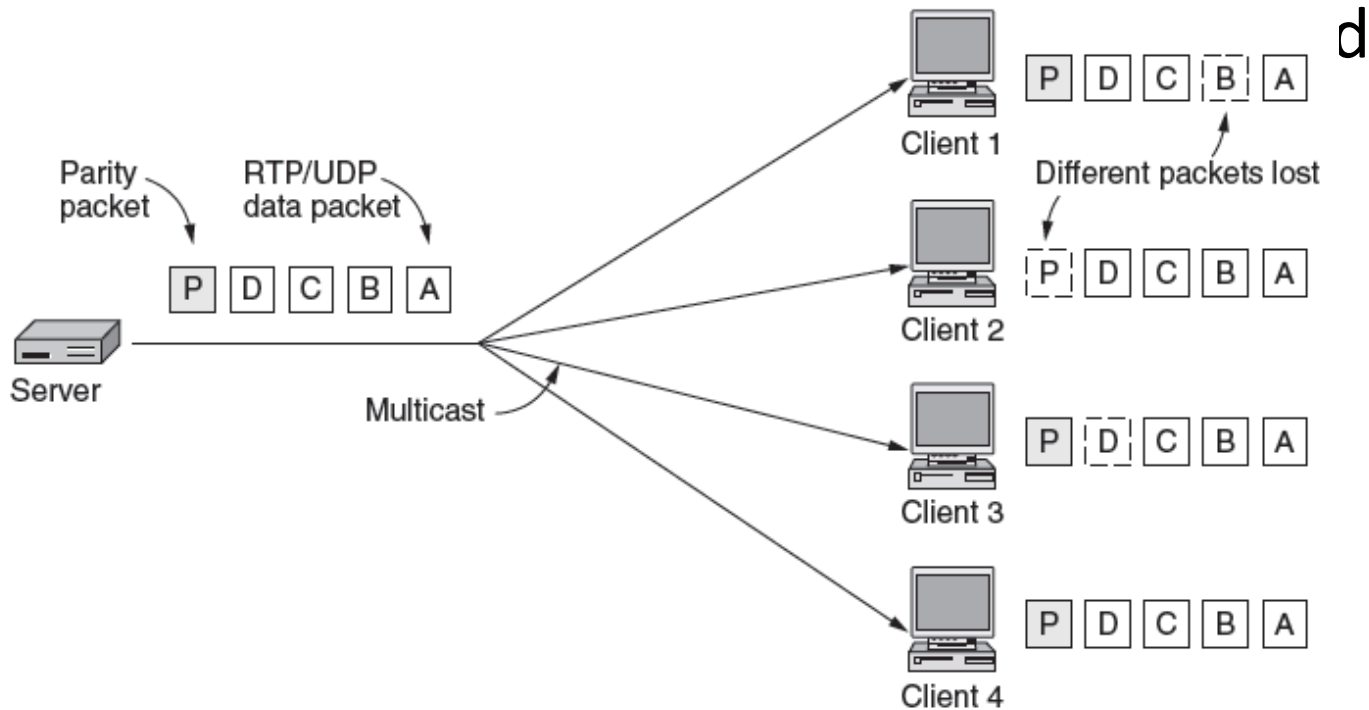 d
P D C B A
Client 1
Different packets lost
Parity
packet
RTP/UDP
data packet
P D C B A
Server
Multicast
P D C B A
Client 2
P D C B A
Client 3
P D C B A
Client 4